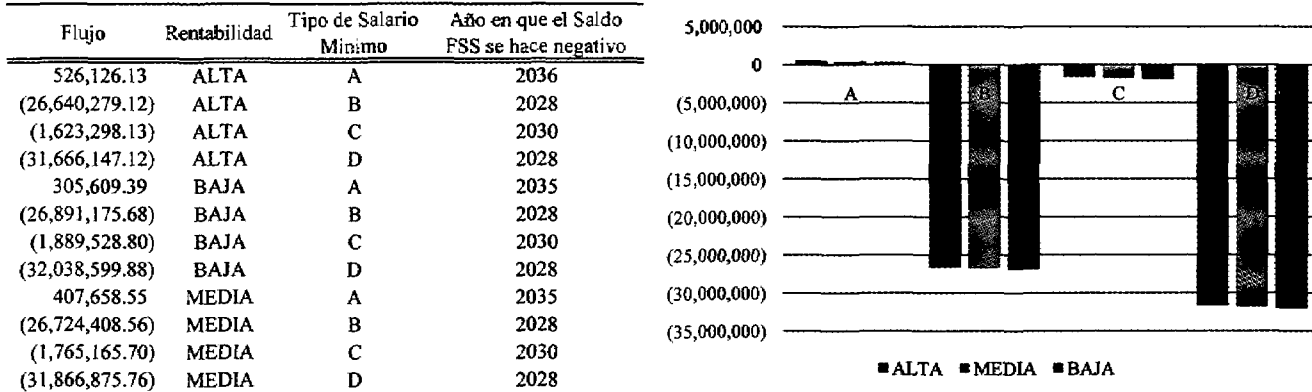 Flujo Rentabilidad Tipo de Salario Mínimo Año en que el Saldo FSS se hace negativo
526,126.13 ALTA A 2036
(26,640,279.12) ALTA B 2028
(1,623,298.13) ALTA C 2030
(31,666,147.12) ALTA D 2028
305,609.39 BAJA A 2035
(26,891,175.68) BAJA B 2028
(1,889,528.80) BAJA C 2030
(32,038,599.88) BAJA D 2028
407,658.55 MEDIA A 2035
(26,724,408.56) MEDIA B 2028
(1,765,165.70) MEDIA C 2030
(31,866,875.76) MEDIA D 2028
5,000,000
0
(5,000,000)
(10,000,000)
(15,000,000)
(20,000,000)
(25,000,000)
(30,000,000)
(35,000,000)
A B C D
ALTA MEDIA BAJA